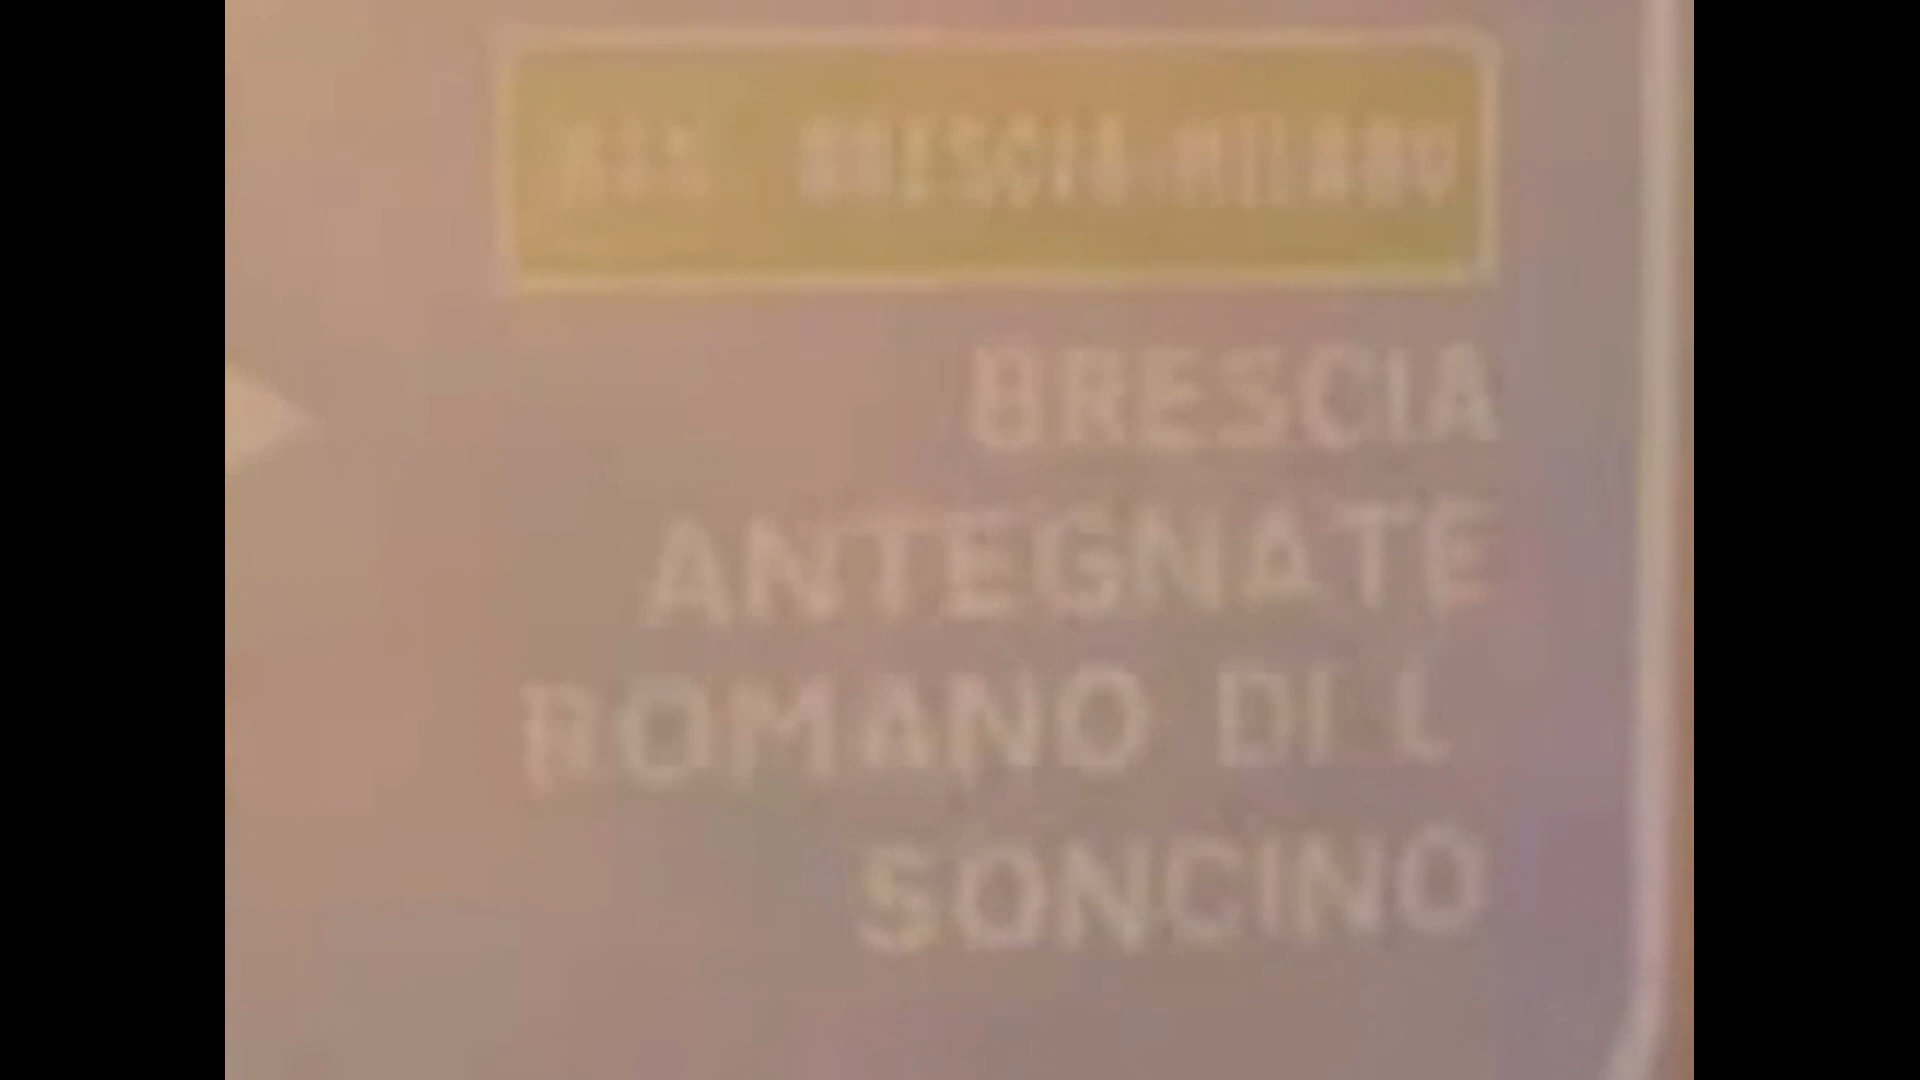 BRESCIA-MILANO
BRESCIA
ANTEGNATE
ROMANO DI L
SONCINO